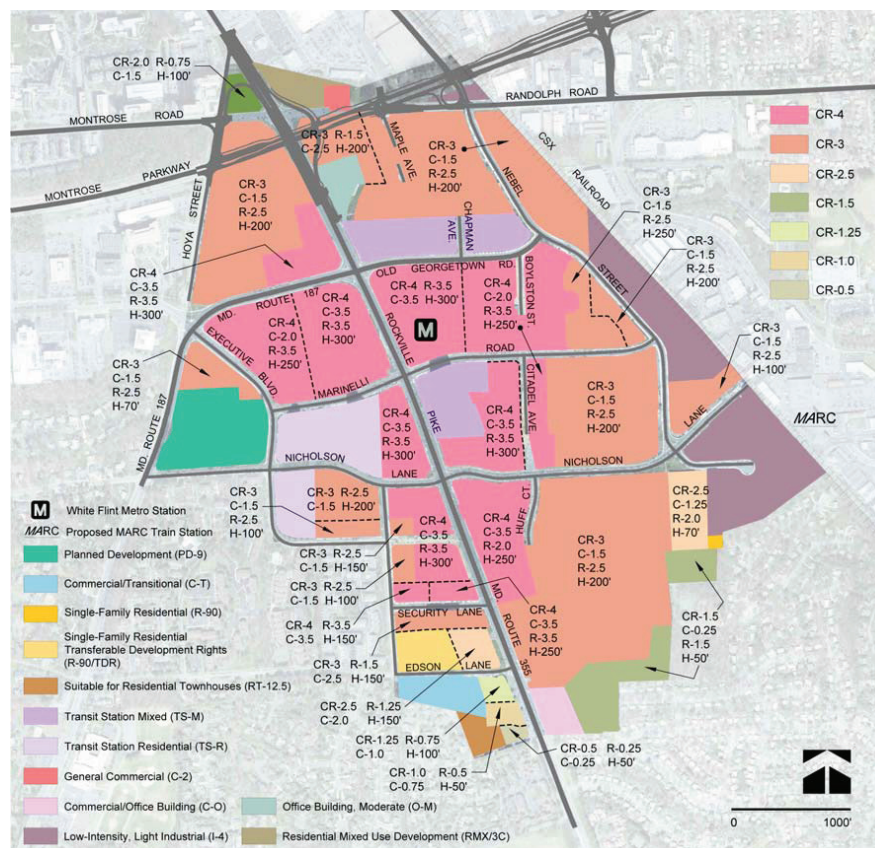 CR-2.0 R-0.75
C-1.5 H-100'
MONTROSE ROAD
RANDOLPH ROAD
MONTROSE PARKWAY
HOYA STREET
CR-3 R-1.5
C-2.5 H-200'
MAPLE AVE.
CR-3
C-1.5
R-2.5
H-200'
NEBEL STREET
CSX RAILROAD
CR-4
CR-3
CR-2.5
CR-1.5
CR-1.25
CR-1.0
CR-0.5
CR-3
C-1.5
R-2.5
H-200'
CHAPMAN AVE.
CR-3
C-1.5
R-2.5
H-250'
CR-3
C-1.5
R-2.5
H-200'
CR-4
C-3.5
R-3.5
H-300'
OLD GEORGETOWN RD.
MD. ROUTE 187
BOYLSTON ST.
CR-4 R-3.5
C-3.5 H-300'
CR-4
C-2.0
R-3.5
H-250'
CR-4
C-3.5
R-3.5
H-300'
CR-4
C-2.0
R-3.5
H-250'
M
ROCKVILLE PIKE
EXECUTIVE BLVD.
MARINELLI ROAD
CR-3
C-1.5
R-2.5
H-70'
CR-3
C-1.5
R-2.5
H-100'
CITADEL AVE.
CR-3
C-1.5
R-2.5
H-200'
CR-4
C-3.5
R-3.5
H-300'
CR-4
C-3.5
R-3.5
H-300'
MD. ROUTE 187
MARC
NICHOLSON LANE
NICHOLSON LANE
HUFF CT.
CR-3
C-1.5
R-2.5
H-100'
CR-3 R-2.5
C-1.5 H-200'
CR-4
C-3.5
R-3.5
H-300'
CR-4
C-3.5
R-2.0
H-250'
CR-3
C-1.5
R-2.5
H-200'
CR-2.5
C-1.25
R-2.0
H-70'
CR-3 R-2.5
C-1.5 H-150'
CR-3 R-2.5
C-1.5 H-100'
CR-4 R-3.5
C-3.5 H-150'
SECURITY LANE
CR-4
C-3.5
R-3.5
H-250'
MD. ROUTE 355
CR-1.5
C-0.25
R-1.5
H-50'
CR-3 R-1.5
C-2.5 H-150'
EDSON LANE
CR-2.5 R-1.25
C-2.0 H-150'
CR-1.25 R-0.75
C-1.0 H-100'
CR-1.0 R-0.5
C-0.75 H-50'
CR-0.5 R-0.25
C-0.25 H-50'
M White Flint Metro Station
MARC Proposed MARC Train Station
Planned Development (PD-9)
Commercial/Transitional (C-T)
Single-Family Residential (R-90)
Single-Family Residential
Transferable Development Rights
(R-90/TDR)
Suitable for Residential Townhouses (RT-12.5)
Transit Station Mixed (TS-M)
Transit Station Residential (TS-R)
General Commercial (C-2)
Commercial/Office Building (C-O)
Low-Intensity, Light Industrial (I-4)
Office Building, Moderate (O-M)
Residential Mixed Use Development (RMX/3C)
0 1000'